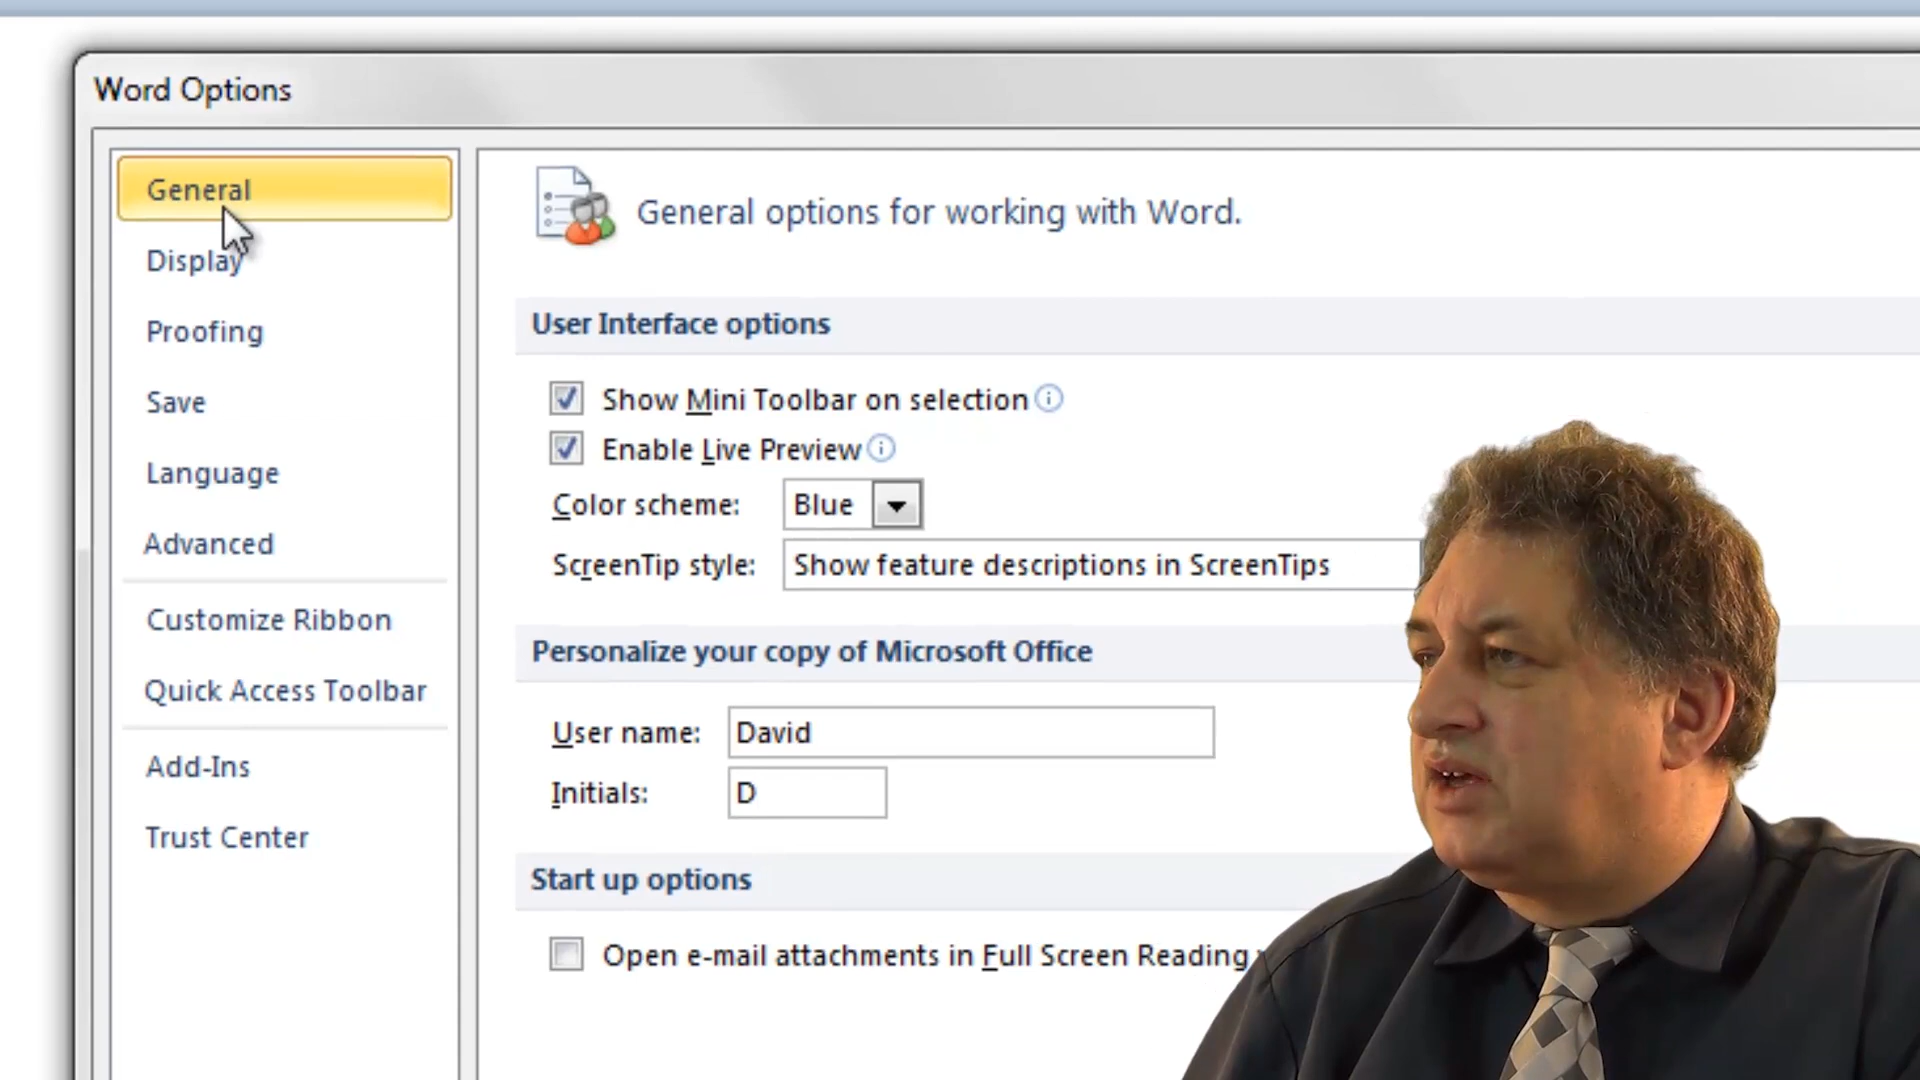 Word Options
General
Display
Proofing
Save
Language
Advanced
Customize Ribbon
Quick Access Toolbar
Add-Ins
Trust Center
General options for working with Word.
User Interface options
Show Mini Toolbar on selection
Enable Live Preview
Color scheme: Blue
ScreenTip style: Show feature descriptions in ScreenTips
Personalize your copy of Microsoft Office
User name: David
Initials: D
Start up options
Open e-mail attachments in Full Screen Reading